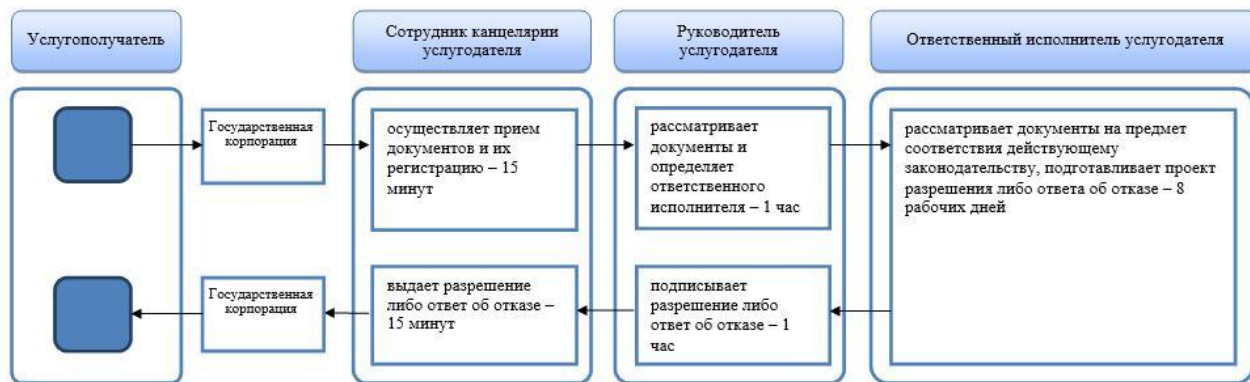 Услугополучатель
Сотрудник канцелярии
услугодателя
Руководитель
услугодателя
Ответственный исполнитель услугодателя
Государственная
корпорация
осуществляет прием
документов и их
регистрацию – 15
минут
рассматривает
документы и
определяет
ответственного
исполнителя – 1 час
рассматривает документы на предмет
соответствия действующему
законодательству, подготавливает проект
разрешения либо ответа об отказе – 8
рабочих дней
Государственная
корпорация
выдает разрешение
либо ответ об отказе –
15 минут
подписывает
разрешение либо
ответ об отказе – 1
час